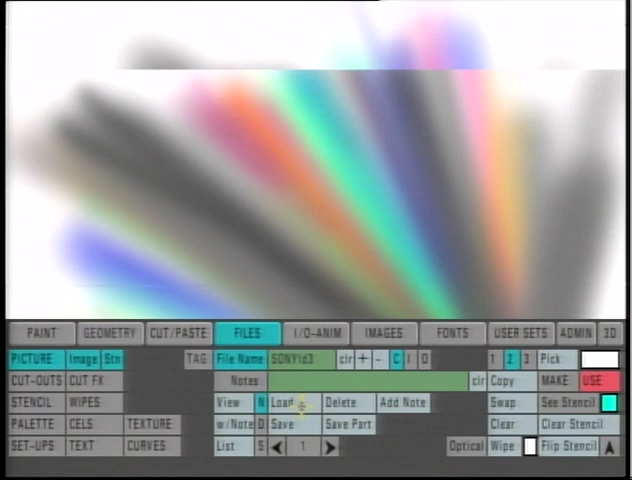 PAINT GEOMETRY CUT/PASTE FILES I/O-ANIM IMAGES FONTS USER SETS ADMIN 3D
PICTURE Image Stn TAG File Name SONY\d3 clr + - C I O 1 2 3 Pick
CUT-OUTS CUT FX Notes clr Copy MAKE USE
STENCIL WIPES View N Load Delete Add Note Swap See Stencil
PALETTE CELS TEXTURE w/Note D Save Save Part Clear Clear Stencil
SET-UPS TEXT CURVES List S 1 Optical Wipe Flip Stencil